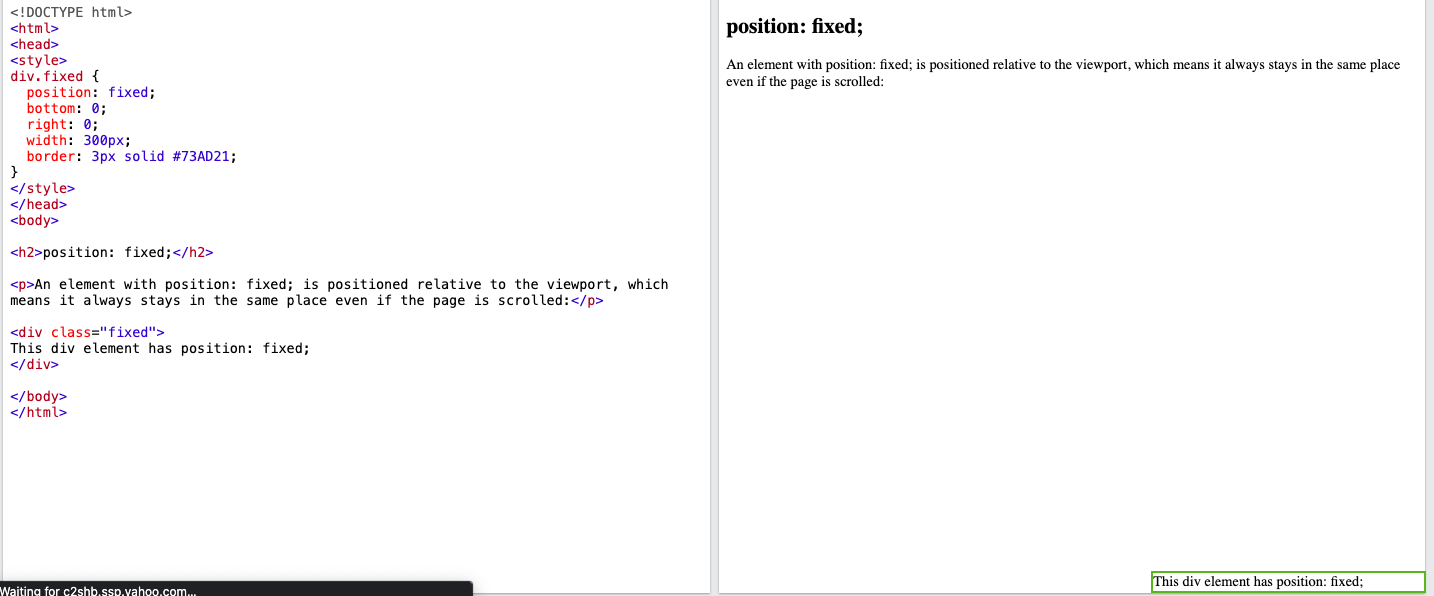 <!DOCTYPE html>
<html>
<head>
<style>
div.fixed {
  position: fixed;
  bottom: 0;
  right: 0;
  width: 300px;
  border: 3px solid #73AD21;
}
</style>
</head>
<body>

<h2>position: fixed;</h2>

<p>An element with position: fixed; is positioned relative to the viewport, which
means it always stays in the same place even if the page is scrolled:</p>

<div class="fixed">
This div element has position: fixed;
</div>

</body>
</html>
Waiting for c2shb.ssp.yahoo.com...
position: fixed;
An element with position: fixed; is positioned relative to the viewport, which means it always stays in the same place
even if the page is scrolled:
This div element has position: fixed;